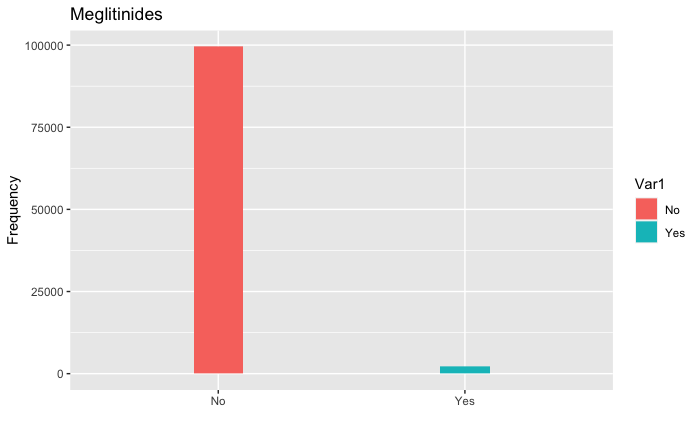 Meglitinides
Frequency
100000
75000
50000
25000
0
No
Yes
Var1
No
Yes